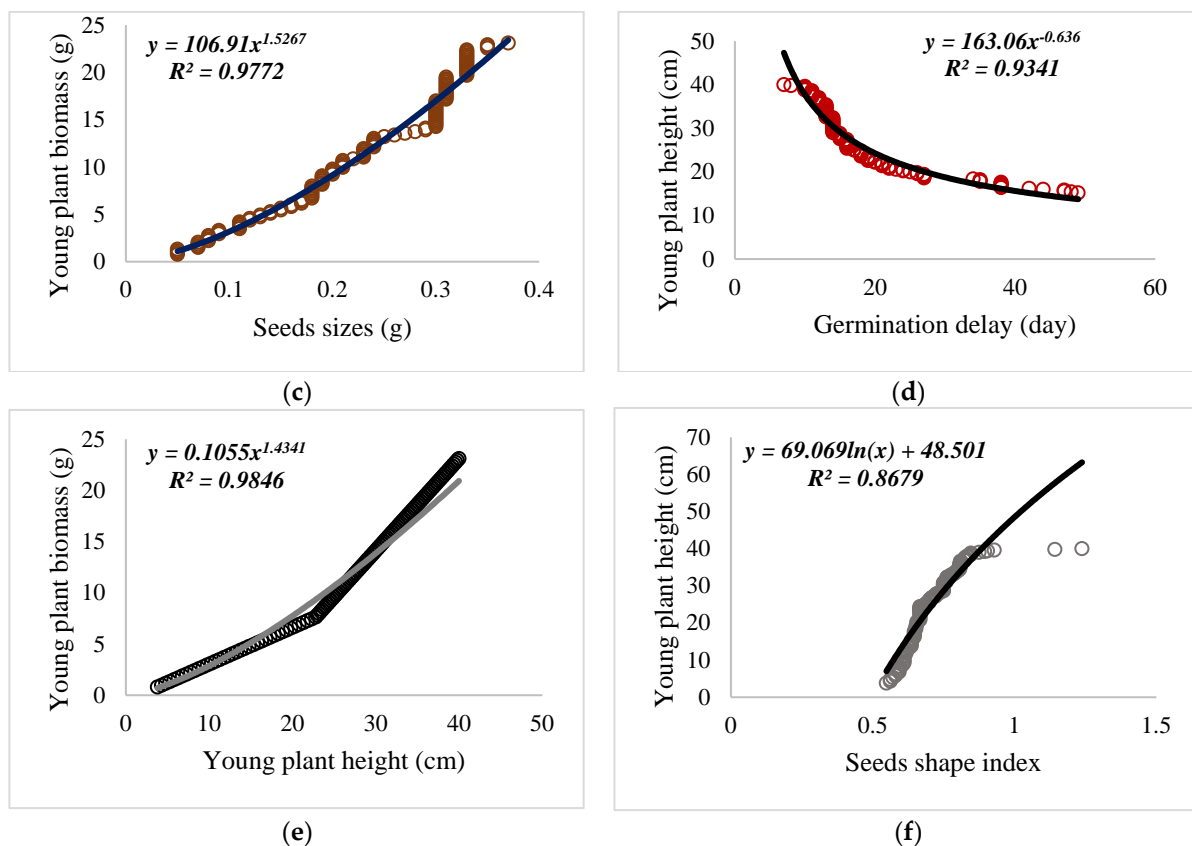 25
20
15
10
5
0
Young plant biomass (g)
y = 106.91x^1.5267
R² = 0.9772
0 0.1 0.2 0.3 0.4
Seeds sizes (g)
(c)
50
40
30
20
10
0
Young plant height (cm)
y = 163.06x^-0.636
R² = 0.9341
0 20 40 60
Germination delay (day)
(d)
25
20
15
10
5
0
Young plant biomass (g)
y = 0.1055x^1.4341
R² = 0.9846
0 10 20 30 40 50
Young plant height (cm)
(e)
70
60
50
40
30
20
10
0
Young plant height (cm)
y = 69.069ln(x) + 48.501
R² = 0.8679
0 0.5 1 1.5
Seeds shape index
(f)